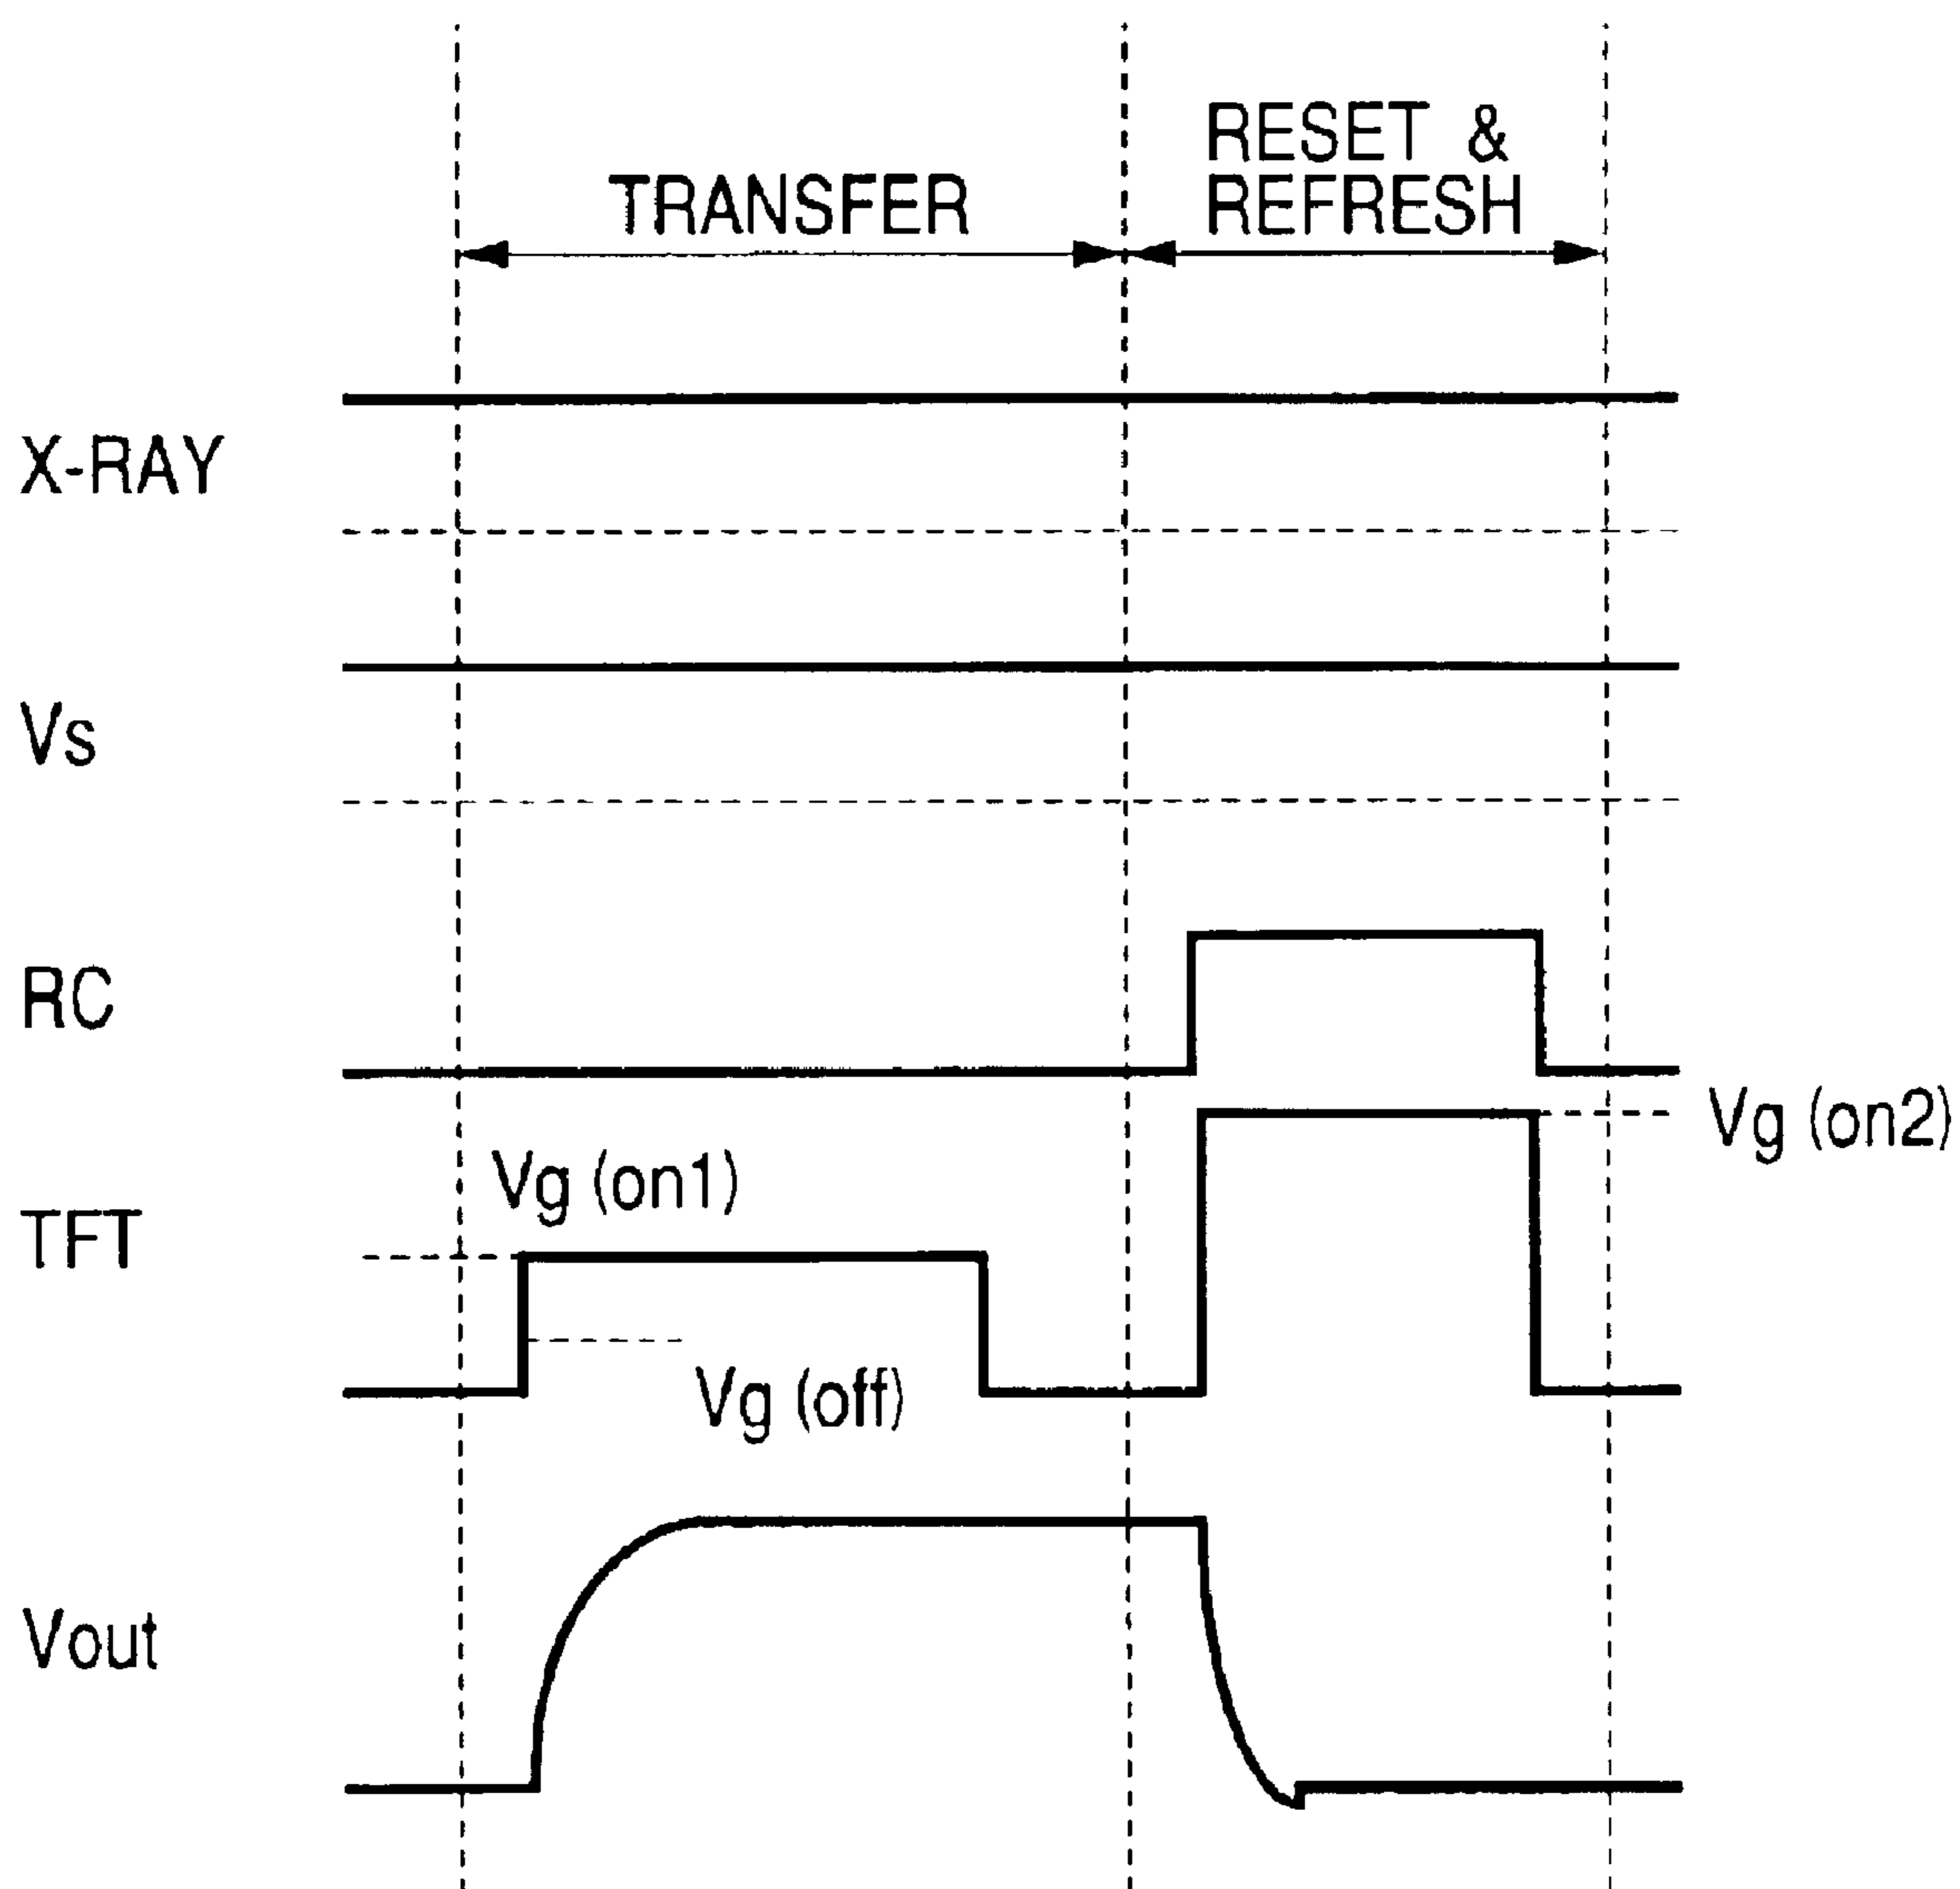 RESET &
TRANSFER REFRESH
X-RAY
Vs
RC
Vg (on2)
Vg (on1)
TFT
Vg (off)
Vout